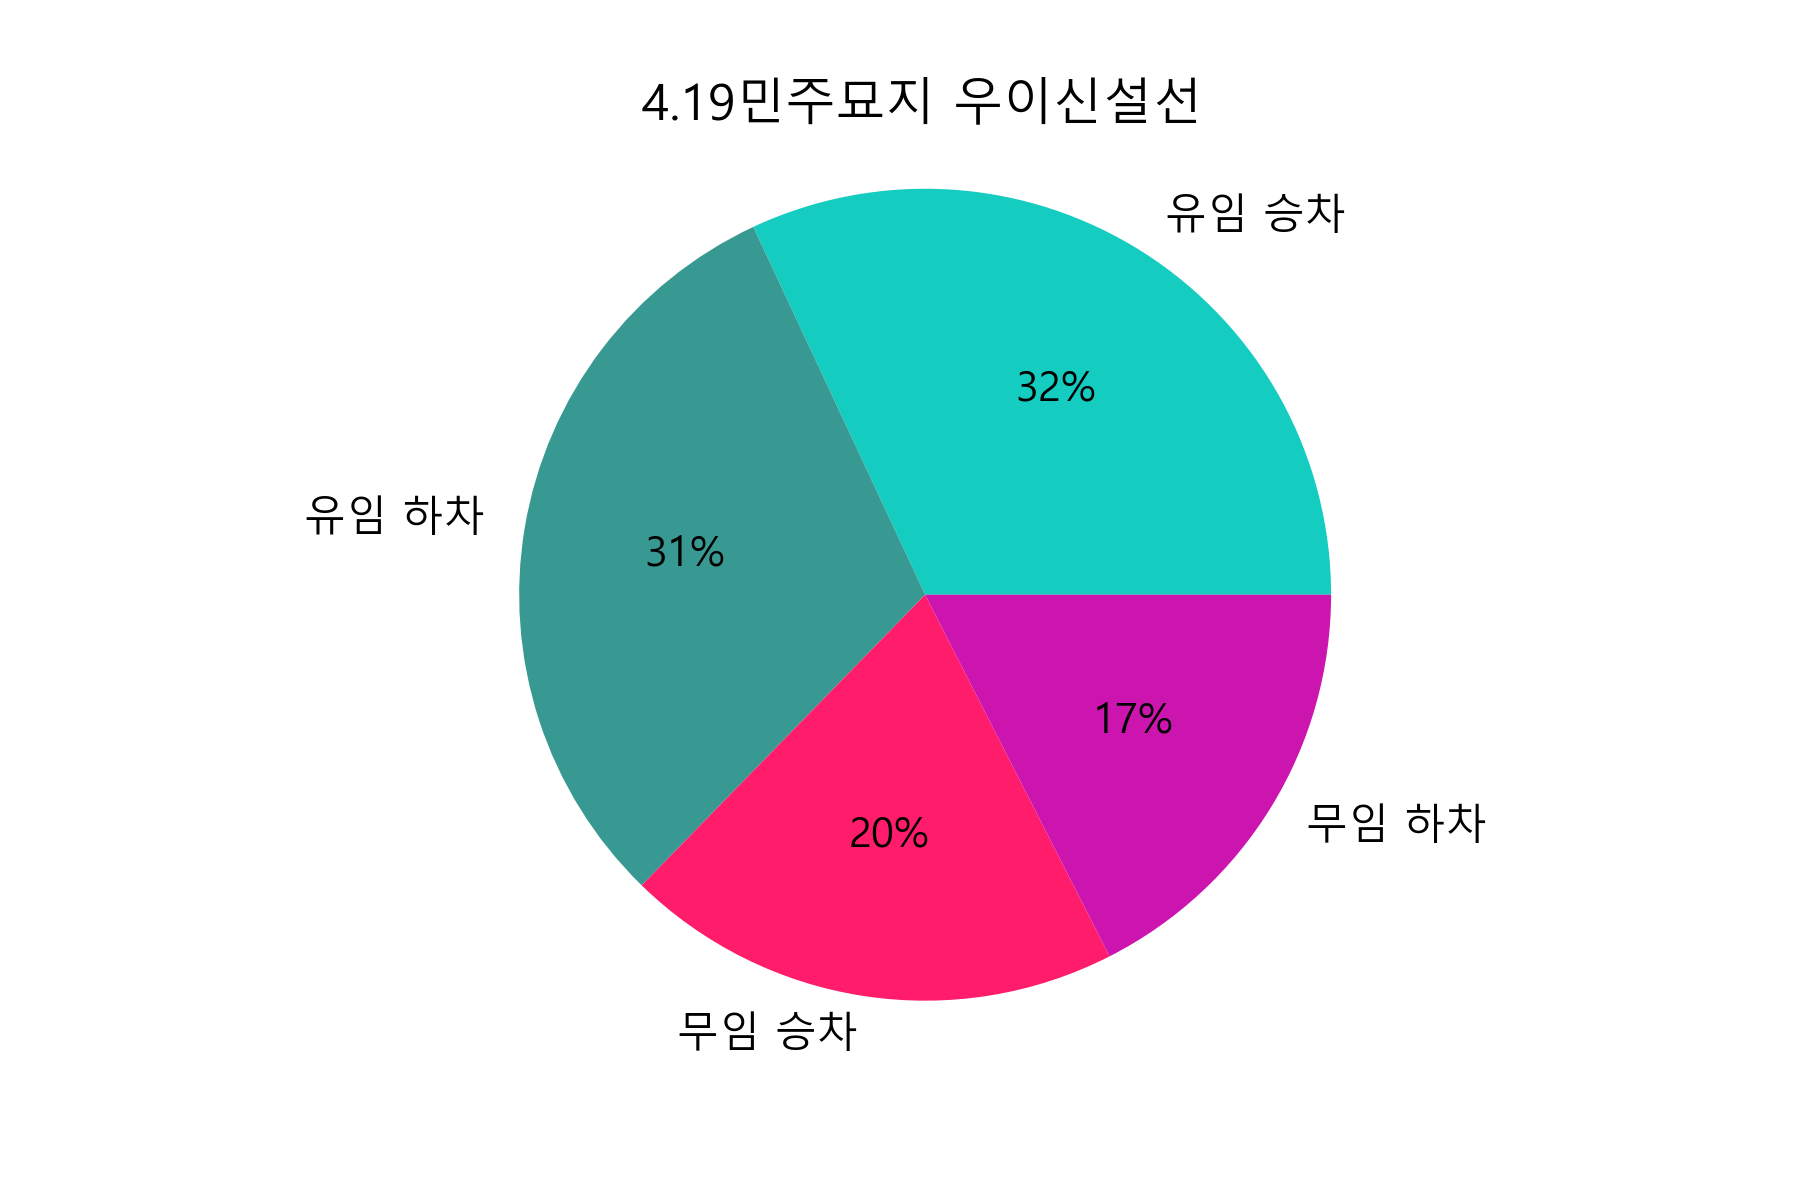 4.19민주묘지 우이신설선
유임 승차
32%
유임 하차
31%
17%
무임 하차
20%
무임 승차